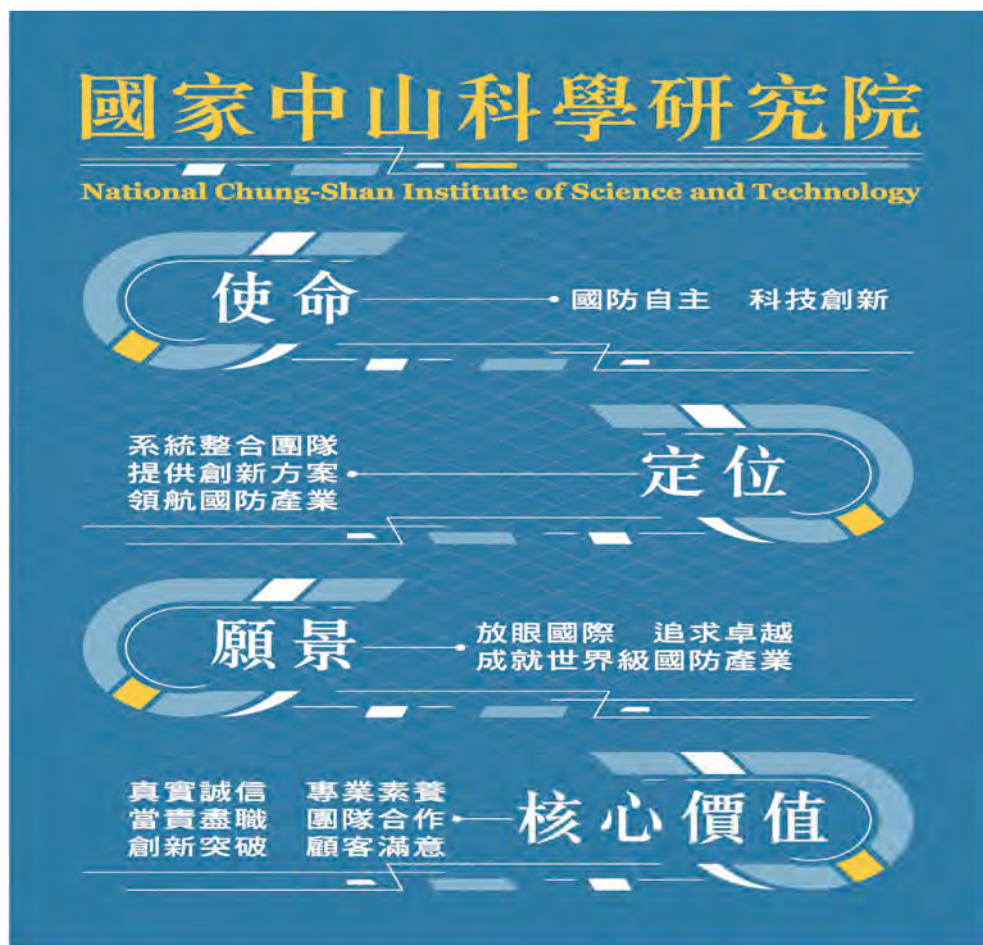 國家中山科學研究院
National Chung-Shan Institute of Science and Technology
使命
國防自主 科技創新
定位
系統整合團隊
提供創新方案
領航國防產業
願景
放眼國際 追求卓越
成就世界級國防產業
核心價值
真實誠信 專業素養
當責盡職 團隊合作
創新突破 顧客滿意